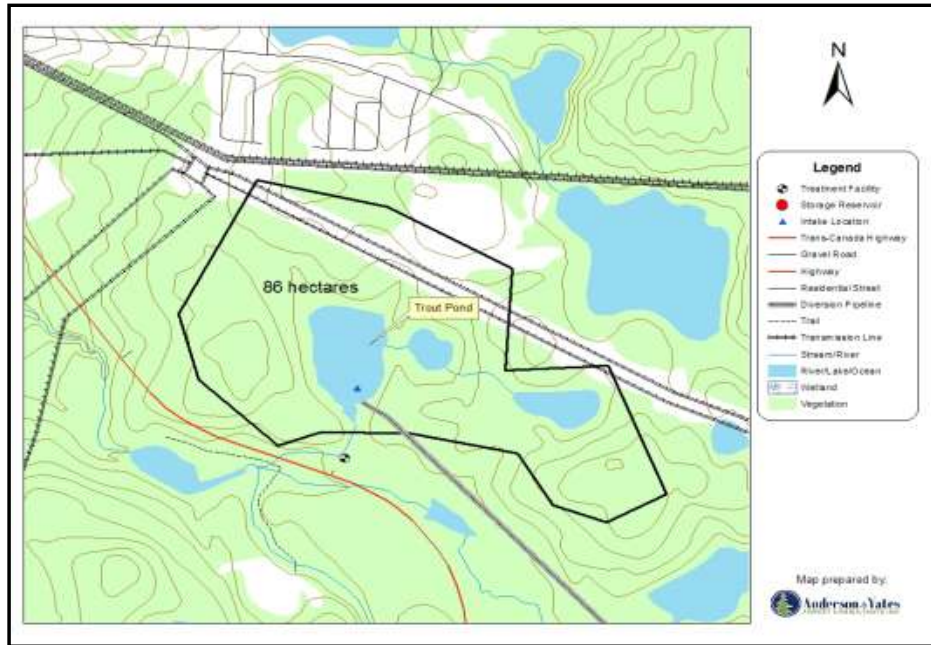 86 hectares
Trout Pond
N
Legend
Treatment Facility
Storage Reservoir
Intake Location
Trans-Canada Highway
Gravel Road
Highway
Residential Street
Diversion Pipeline
Trail
Transmission Line
Stream/River
River/Lake/Ocean
Wetland
Vegetation
Map prepared by:
Anderson & Yates